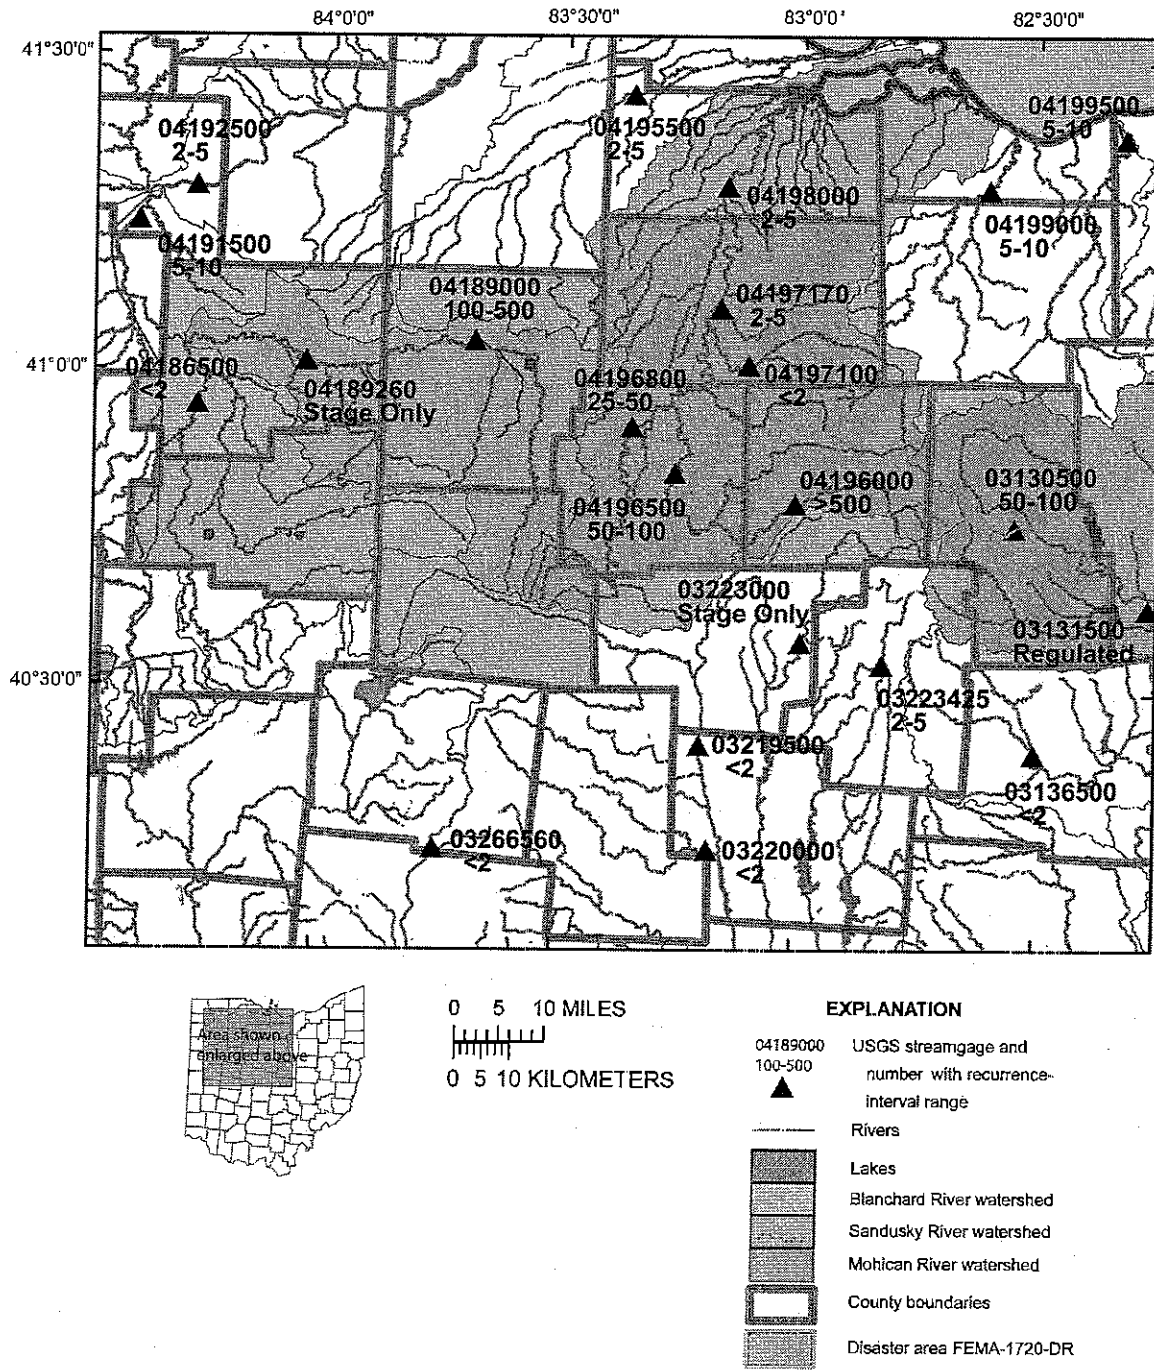 84°0'0" 83°30'0" 83°0'0" 82°30'0"
41°30'0"
04199500
5-10
04192500
2-5
04195500
2-5
04198000
2-5
04199000
5-10
04191500
5-10
04189000
100-500
04197170
2-5
41°0'0"
04186500
<2
04189260
Stage Only
04196800
25-50
04197100
<2
04196500
50-100
04196000
>500
03130500
50-100
03223000
Stage Only
03131500
Regulated
40°30'0"
03223425
2-5
03219500
<2
03136500
<2
03266560
<2
03220000
<2
Area shown
enlarged above
0 5 10 MILES
0 5 10 KILOMETERS
EXPLANATION
04189000
100-500
USGS streamgage and
number with recurrence-
interval range
Rivers
Lakes
Blanchard River watershed
Sandusky River watershed
Mohican River watershed
County boundaries
Disaster area FEMA-1720-DR